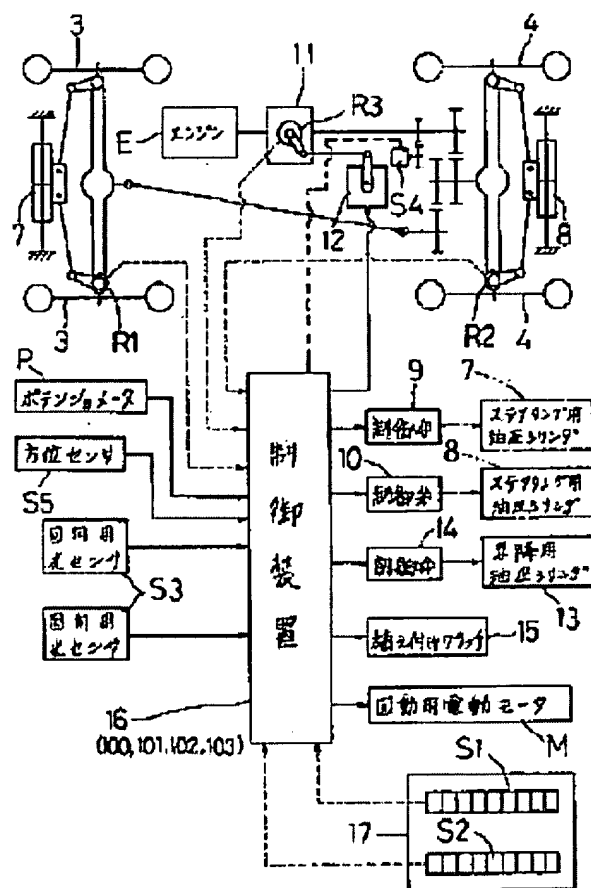 3
4
11
E
エンジン
R3
S4
12
7
8
3
R1
R2
4
P
ポテンショメータ
方位センサ
S5
回向用
光センサ
S3
回向用
光センサ
制御装置
16
(100,101,102,103)
9
制御弁
7
ステアリング用
油圧シリンダ
10
制御弁
8
ステアリング用
油圧シリンダ
14
制御弁
昇降用
油圧シリンダ
13
植え付けクラッチ
15
回動用電動モータ
M
S1
17
S2